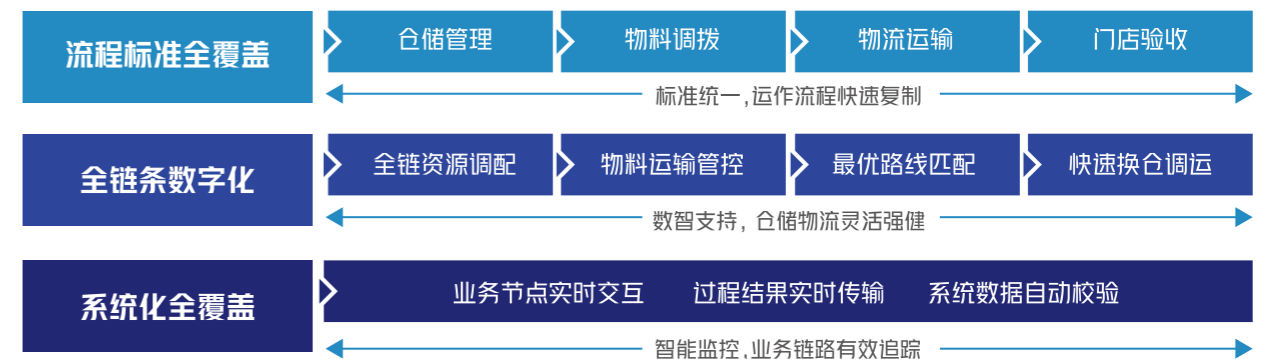 流程标准全覆盖
仓储管理
物料调拨
物流运输
门店验收
标准统一,运作流程快速复制
全链条数字化
全链资源调配
物料运输管控
最优路线匹配
快速换仓调运
数智支持, 仓储物流灵活强健
系统化全覆盖
业务节点实时交互 过程结果实时传输 系统数据自动校验
智能监控,业务链路有效追踪